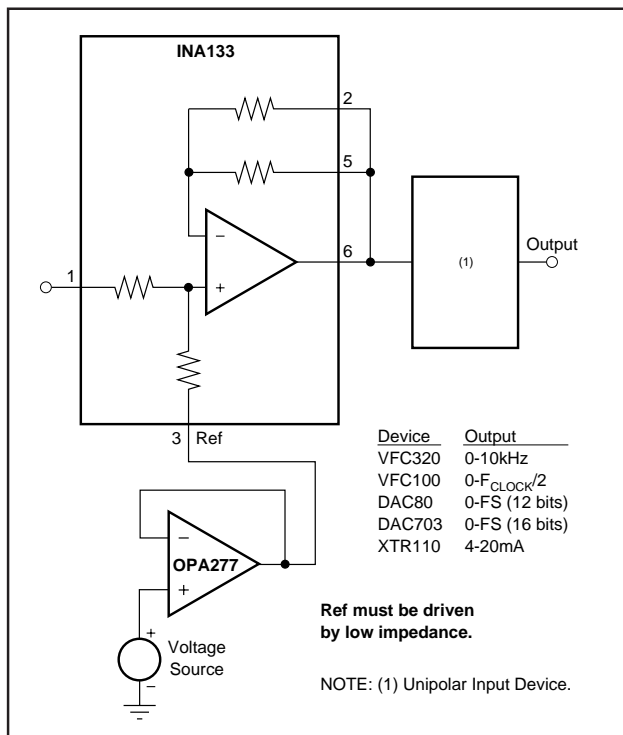 INA133
2
5
−
6
Output
(1)
1
+
3 Ref
Device Output
VFC320 0-10kHz
VFC100 0-FCLOCK/2
DAC80 0-FS (12 bits)
DAC703 0-FS (16 bits)
XTR110 4-20mA
−
OPA277
+
Ref must be driven
by low impedance.
+
Voltage
Source
−
NOTE: (1) Unipolar Input Device.